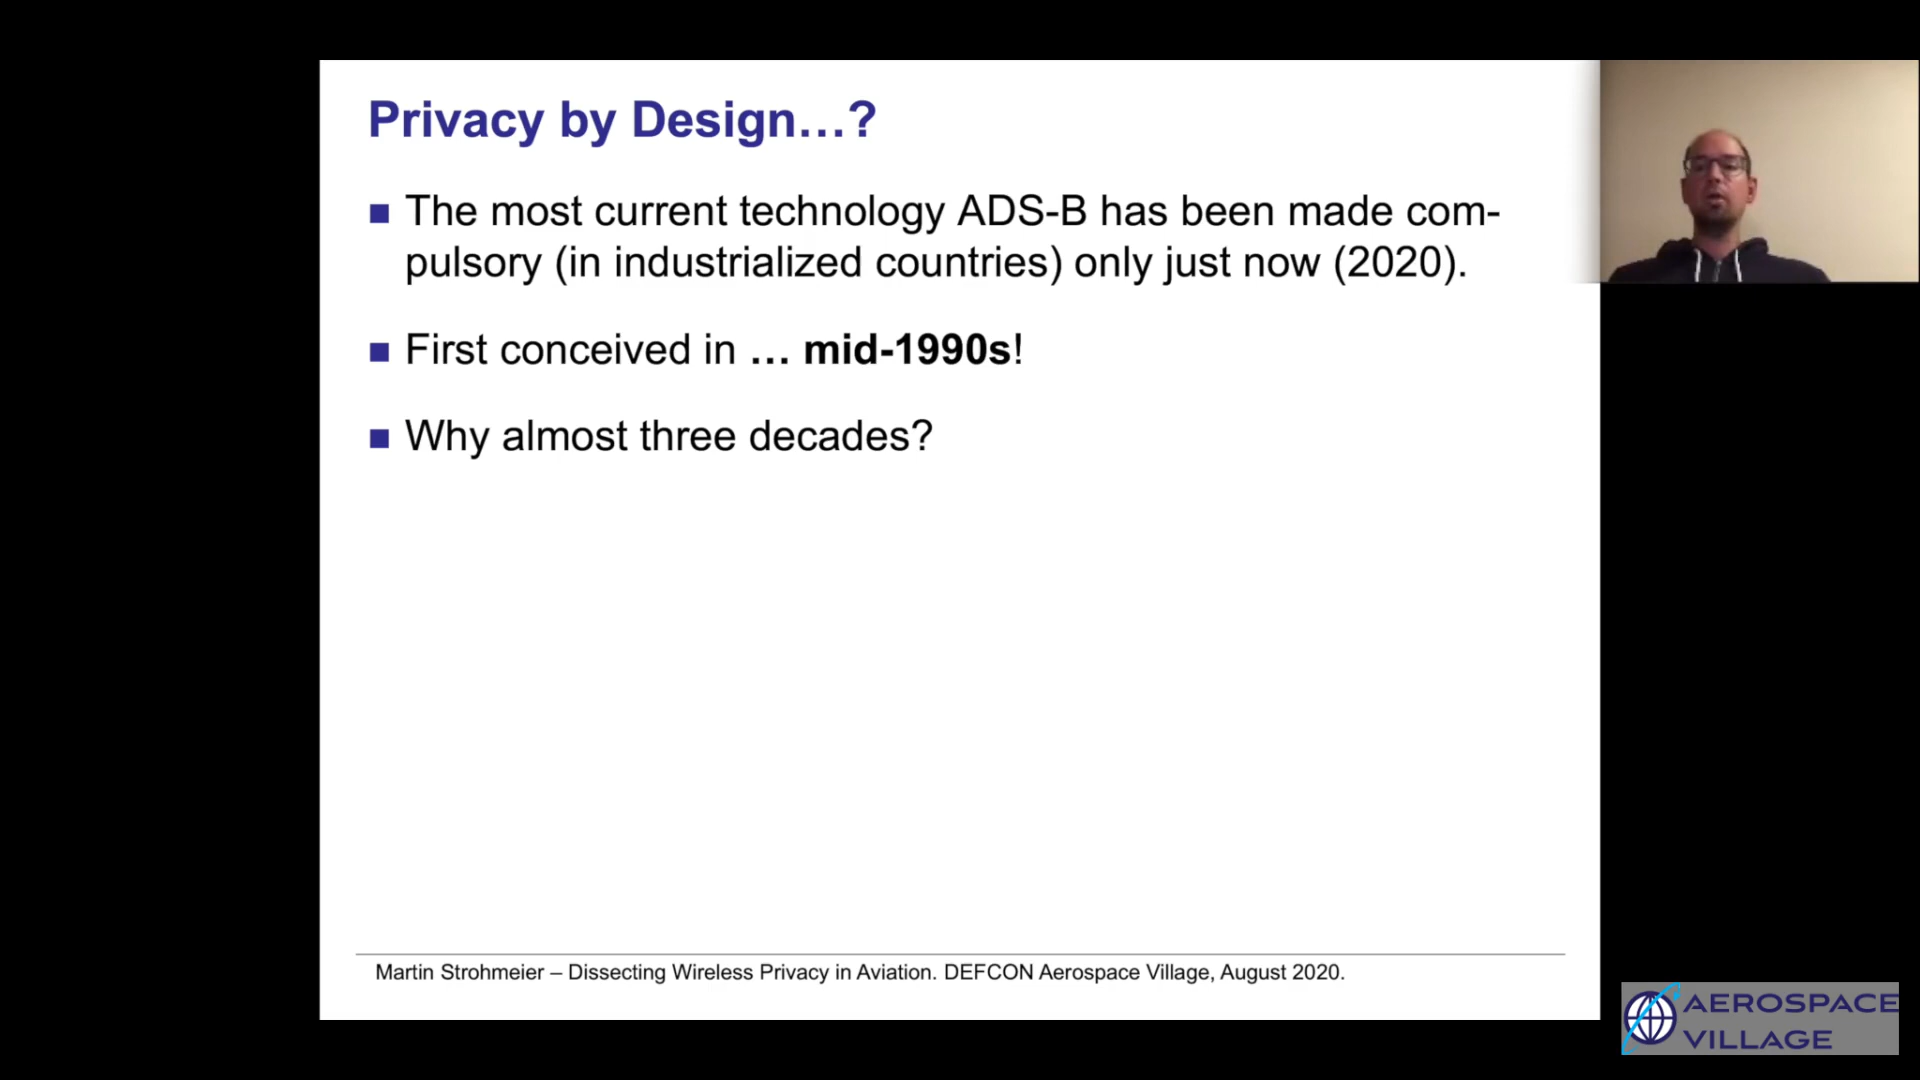 Privacy by Design…?
The most current technology ADS-B has been made com-
pulsory (in industrialized countries) only just now (2020).
First conceived in … mid-1990s!
Why almost three decades?
Martin Strohmeier – Dissecting Wireless Privacy in Aviation. DEFCON Aerospace Village, August 2020.
AEROSPACE
VILLAGE